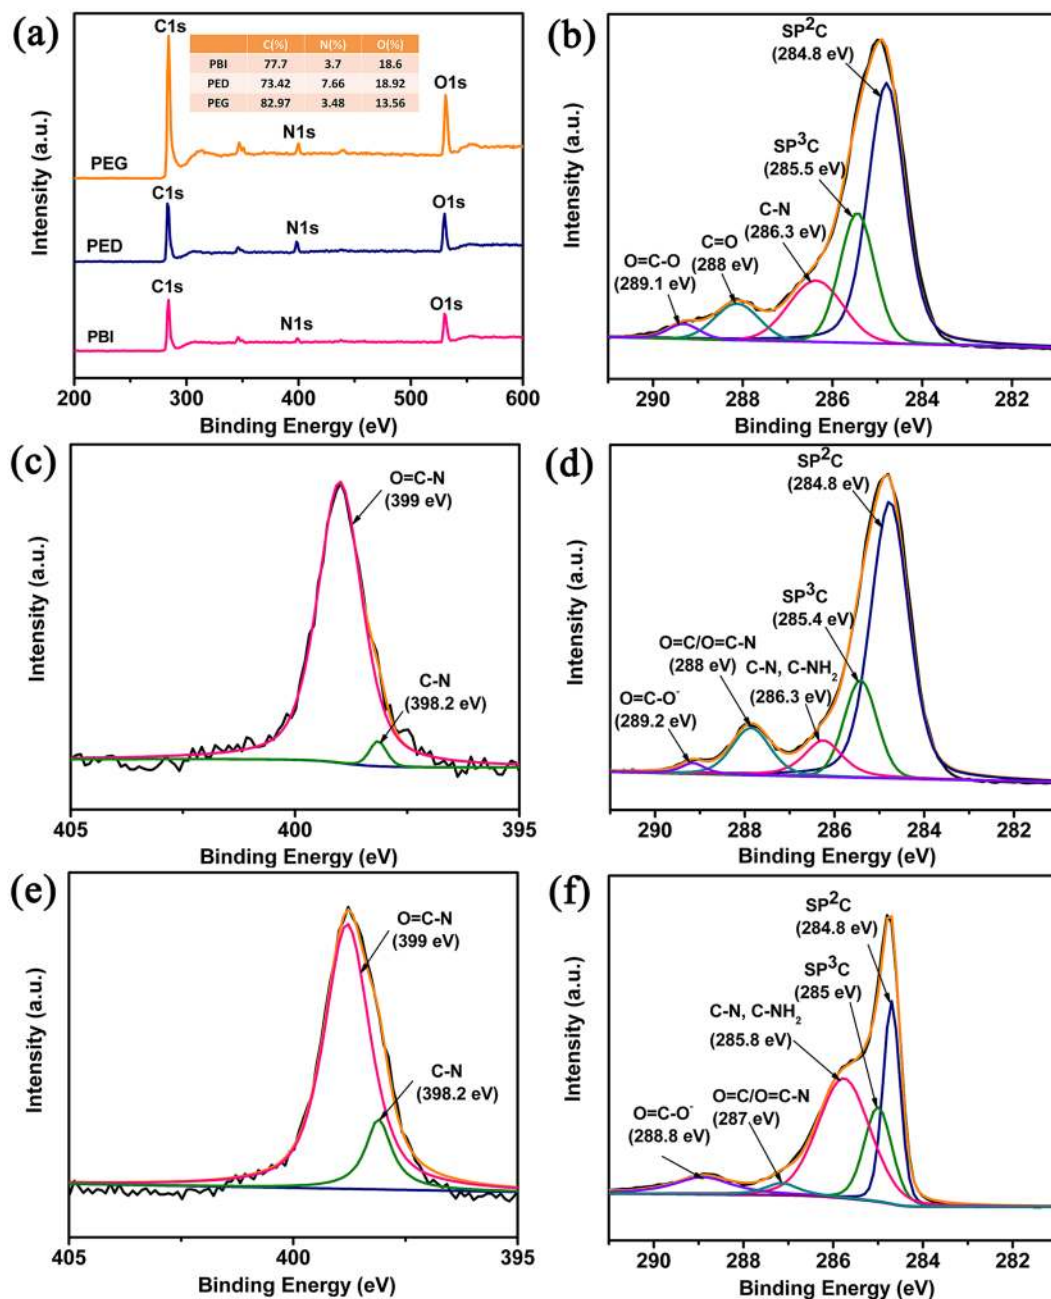 (a)
C1s
C(%) N(%) O(%)
PBI 77.7 3.7 18.6
PED 73.42 7.66 18.92
PEG 82.97 3.48 13.56
O1s
N1s
PEG
C1s
O1s
N1s
PED
C1s
O1s
N1s
PBI
200 300 400 500 600
Binding Energy (eV)
Intensity (a.u.)
(b)
SP²C
(284.8 eV)
SP³C
(285.5 eV)
C-N
(286.3 eV)
C=O
(288 eV)
O=C-O
(289.1 eV)
290 288 286 284 282
Binding Energy (eV)
Intensity (a.u.)
(c)
O=C-N
(399 eV)
C-N
(398.2 eV)
405 400 395
Binding Energy (eV)
Intensity (a.u.)
(d)
SP²C
(284.8 eV)
SP³C
(285.4 eV)
O=C/O=C-N
(288 eV)
C-N, C-NH₂
(286.3 eV)
O=C-O⁻
(289.2 eV)
290 288 286 284 282
Binding Energy (eV)
Intensity (a.u.)
(e)
O=C-N
(399 eV)
C-N
(398.2 eV)
405 400 395
Binding Energy (eV)
Intensity (a.u.)
(f)
SP²C
(284.8 eV)
SP³C
(285 eV)
C-N, C-NH₂
(285.8 eV)
O=C/O=C-N
(287 eV)
O=C-O⁻
(288.8 eV)
290 288 286 284 282
Binding Energy (eV)
Intensity (a.u.)